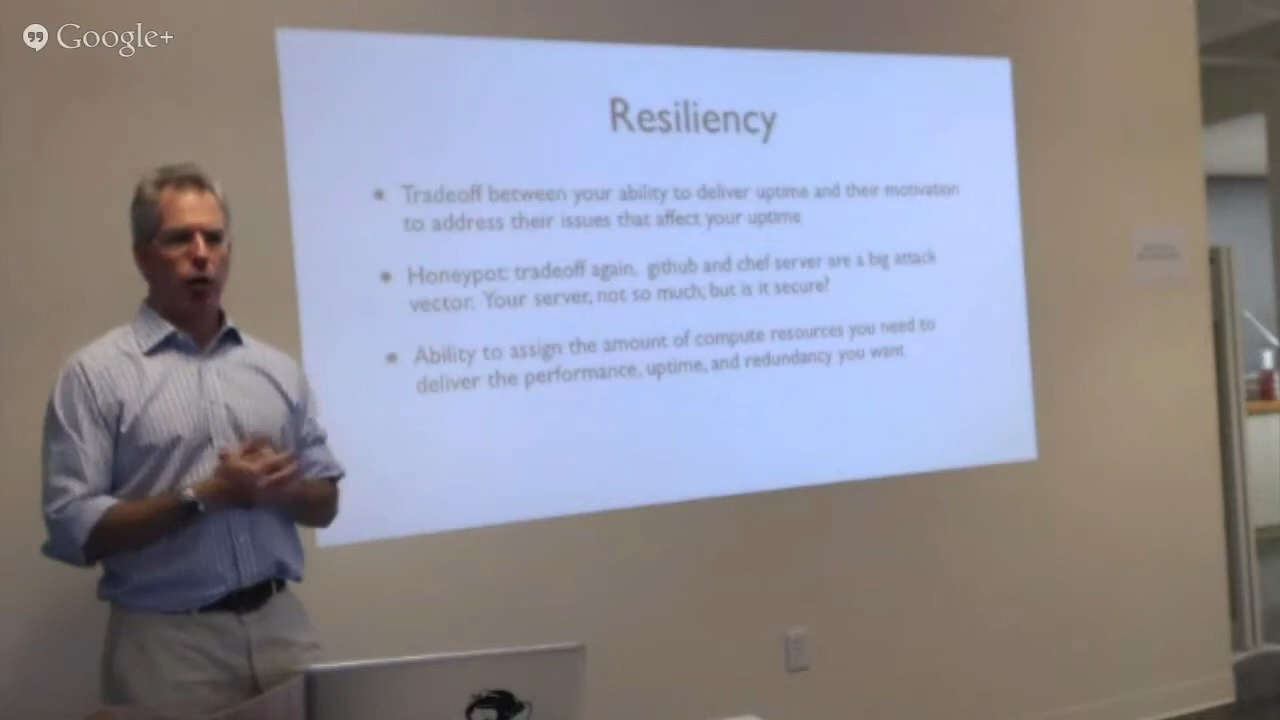 Google+
Resiliency
• Tradeoff between your ability to deliver uptime and their motivation
to address their issues that affect your uptime
• Honeypot: tradeoff again. github and chef server are a big attack
vector. Your server, not so much; but is it secure?
• Ability to assign the amount of compute resources you need to
deliver the performance, uptime, and redundancy you want